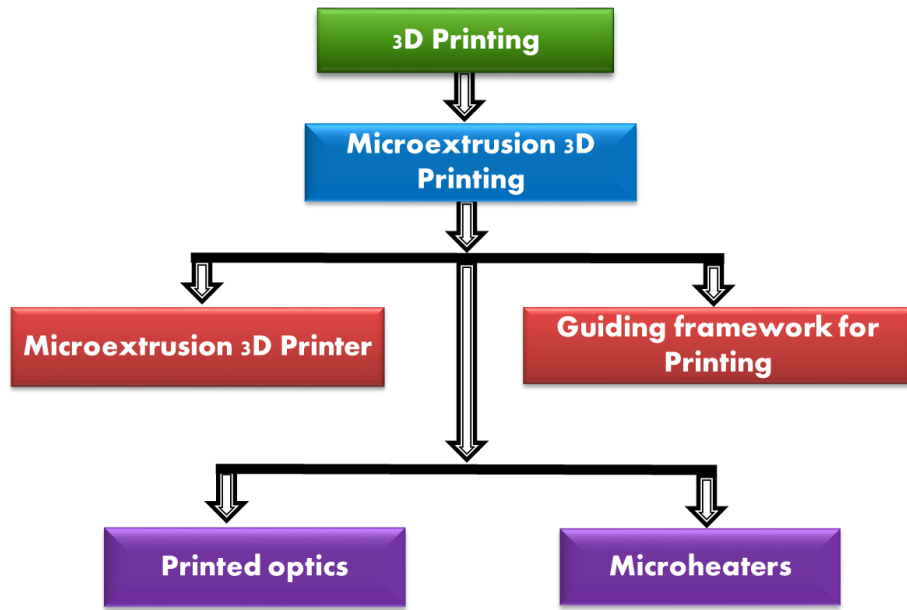 3D Printing
Microextrusion 3D
Printing
Microextrusion 3D Printer
Guiding framework for
Printing
Printed optics
Microheaters